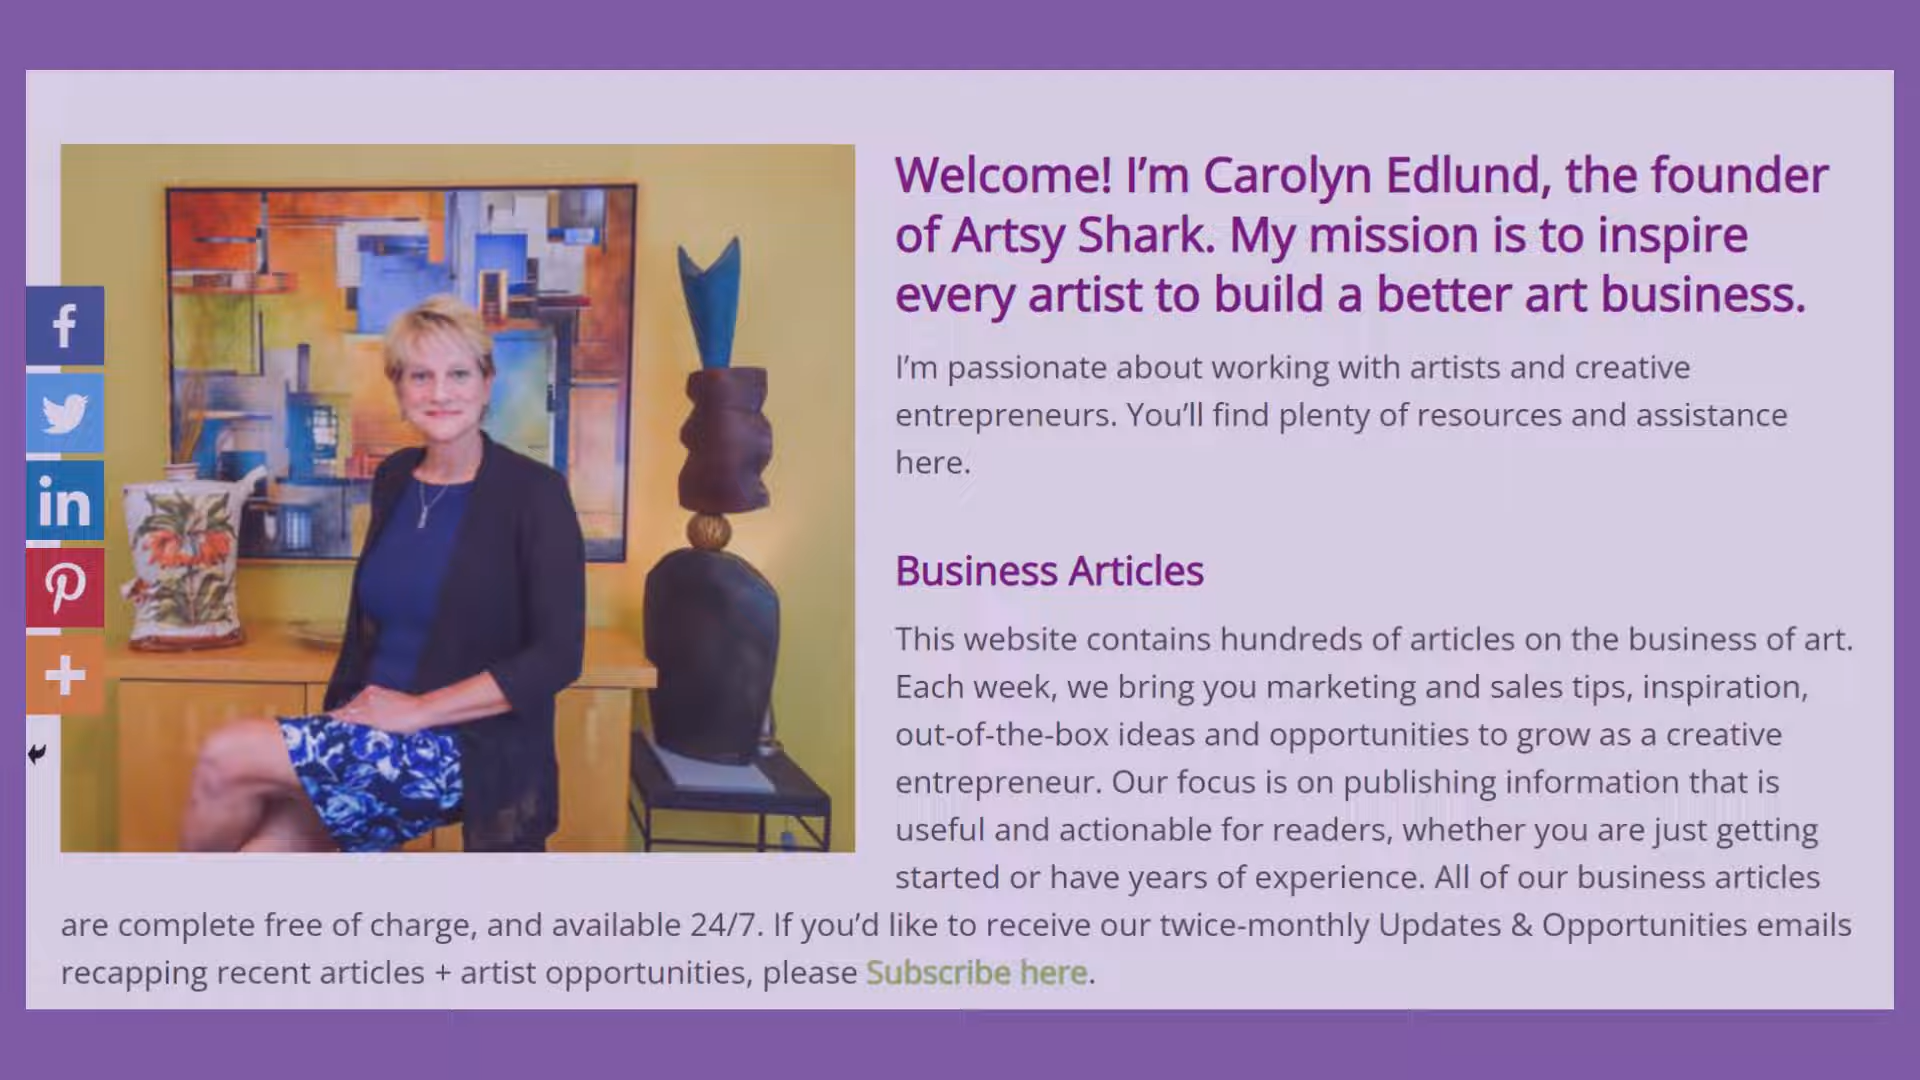 Welcome! I’m Carolyn Edlund, the founder
of Artsy Shark. My mission is to inspire
every artist to build a better art business.
I’m passionate about working with artists and creative
entrepreneurs. You’ll find plenty of resources and assistance
here.
Business Articles
This website contains hundreds of articles on the business of art.
Each week, we bring you marketing and sales tips, inspiration,
out-of-the-box ideas and opportunities to grow as a creative
entrepreneur. Our focus is on publishing information that is
useful and actionable for readers, whether you are just getting
started or have years of experience. All of our business articles
are complete free of charge, and available 24/7. If you’d like to receive our twice-monthly Updates & Opportunities emails
recapping recent articles + artist opportunities, please Subscribe here.